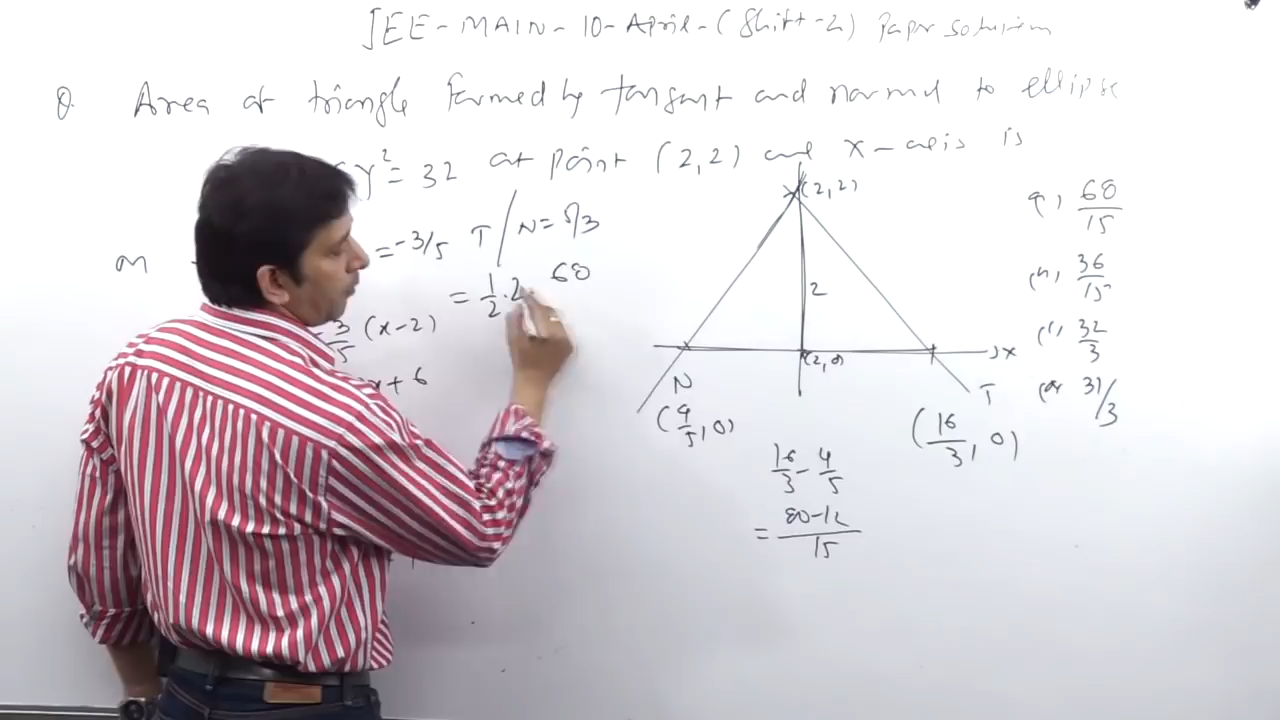 JEE-MAIN-10-April-(Shift-2) Paper solution
Q. Area of triangle formed by tangent and normal to ellipse
y² = 32 at point (2,2) and x-axis is
m = -3/5 T / N = 5/3
= 1/2 · 2 68
3/5 (x-2)
x + 6
(2,2)
2
(2,0)
X
N
(4/5, 0)
T
(16/3, 0)
16/3 - 4/5
= 80-12/15
(a) 68/15
(b) 36/15
(c) 32/3
(d) 31/3